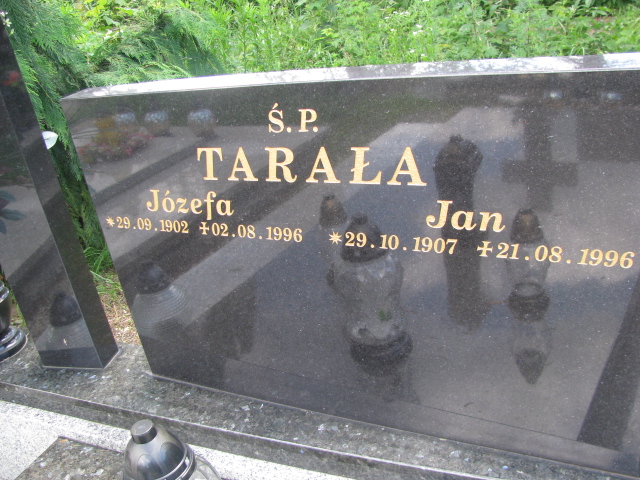 Ś.P.
TARAŁA
Józefa
*29.09.1902 +02.08.1996
Jan
*29.10.1907 +21.08.1996